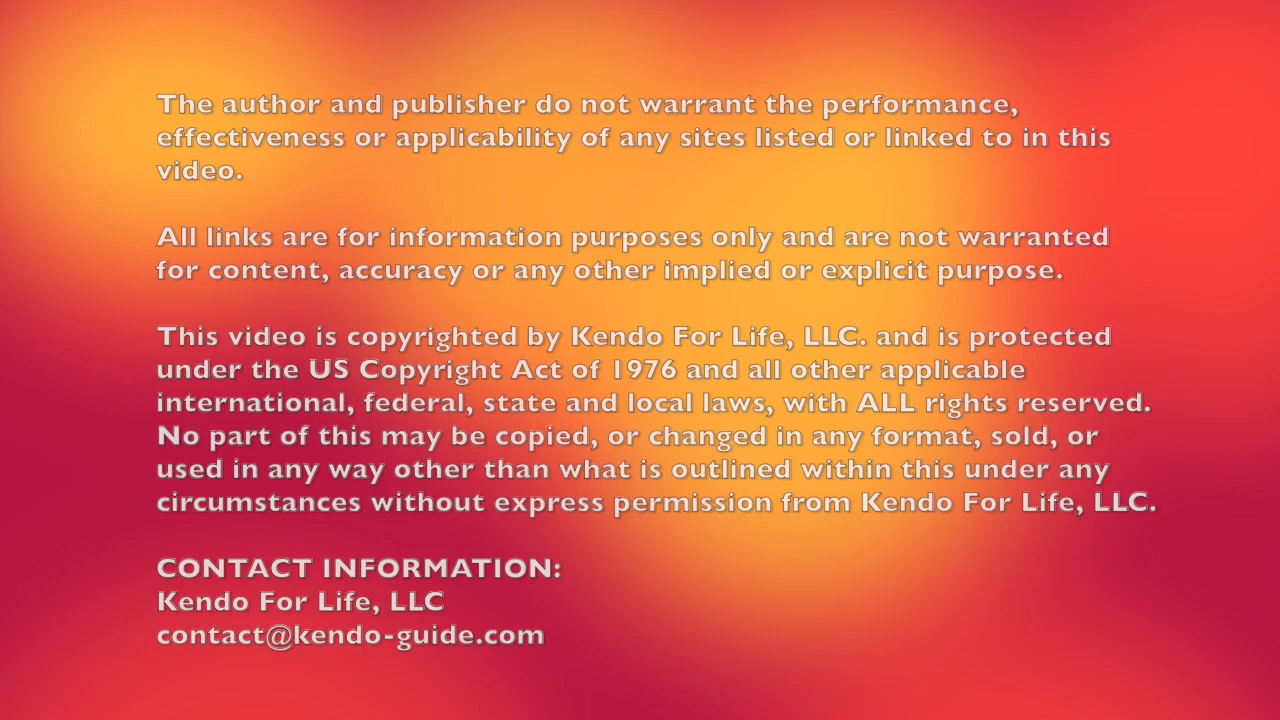 The author and publisher do not warrant the performance,
effectiveness or applicability of any sites listed or linked to in this
video.
All links are for information purposes only and are not warranted
for content, accuracy or any other implied or explicit purpose.
This video is copyrighted by Kendo For Life, LLC. and is protected
under the US Copyright Act of 1976 and all other applicable
international, federal, state and local laws, with ALL rights reserved.
No part of this may be copied, or changed in any format, sold, or
used in any way other than what is outlined within this under any
circumstances without express permission from Kendo For Life, LLC.
CONTACT INFORMATION:
Kendo For Life, LLC
contact@kendo-guide.com